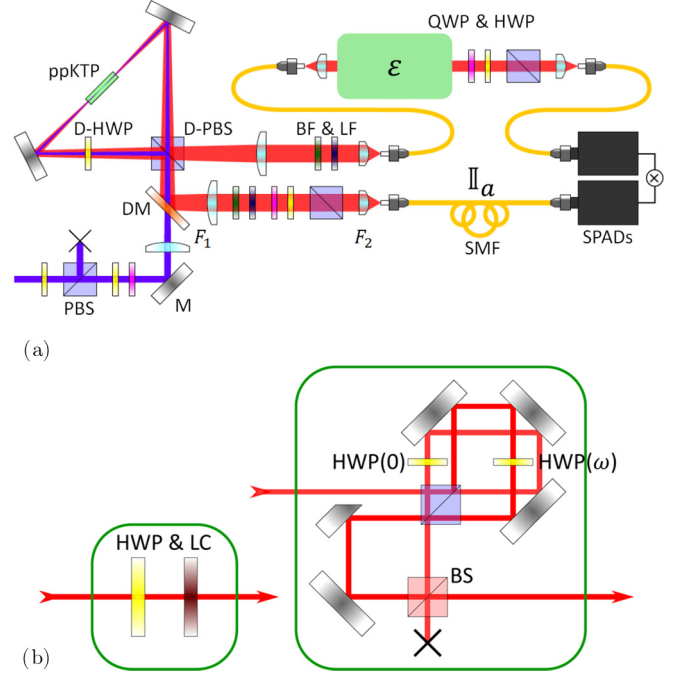 ppKTP
D-HWP
D-PBS
BF & LF
QWP & HWP
ℰ
DM
F₁
F₂
𝕀ₐ
SMF
SPADs
PBS
M
(a)
HWP(0)
HWP(ω)
HWP & LC
BS
(b)